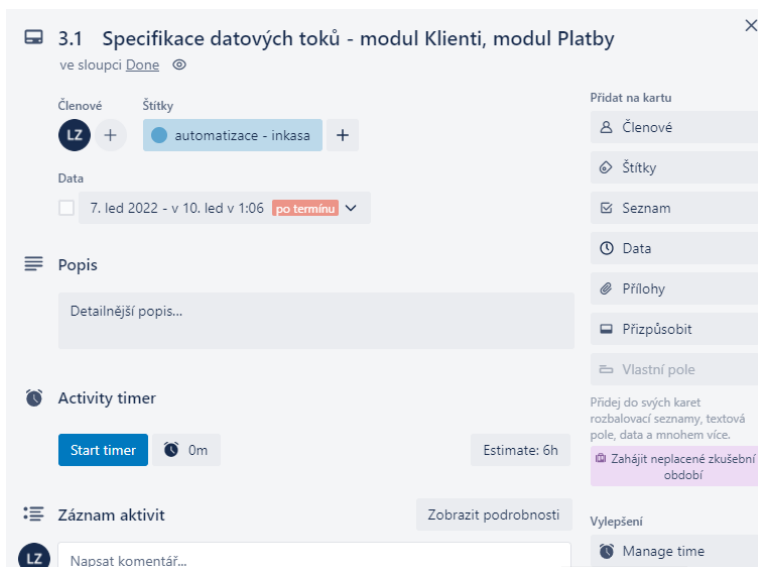 3.1 Specifikace datových toků - modul Klienti, modul Platby
ve sloupci Done
Členové
Štítky
LZ
automatizace - inkasa
Data
7. led 2022 - v 10. led v 1:06 po termínu
Popis
Detailnější popis...
Activity timer
Start timer
0m
Estimate: 6h
Záznam aktivit
Zobrazit podrobnosti
LZ
Napsat komentář...
Přidat na kartu
Členové
Štítky
Seznam
Data
Přílohy
Přizpůsobit
Vlastní pole
Přidej do svých karet
rozbalovací seznamy, textová
pole, data a mnohem více.
Zahájit neplacené zkušební
období
Vylepšení
Manage time